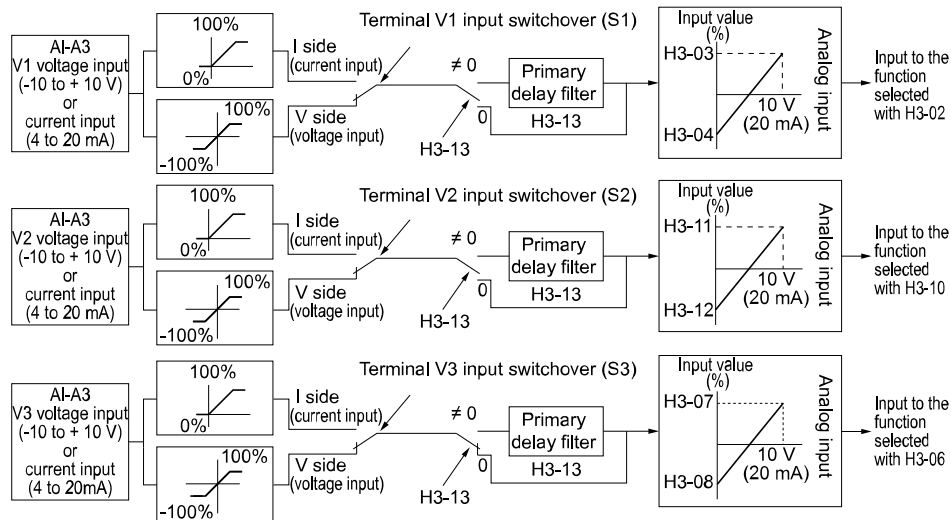 AI-A3
V1 voltage input
(-10 to + 10 V)
or
current input
(4 to 20 mA)
100%
0%
100%
-100%
I side
(current input)
V side
(voltage input)
Terminal V1 input switchover (S1)
≠ 0
0
H3-13
Primary
delay filter
H3-13
Input value
(%)
H3-03
H3-04
10 V
(20 mA)
Analog input
Input to the
function
selected
with H3-02
AI-A3
V2 voltage input
(-10 to + 10 V)
or
current input
(4 to 20 mA)
100%
0%
100%
-100%
I side
(current input)
V side
(voltage input)
Terminal V2 input switchover (S2)
≠ 0
0
H3-13
Primary
delay filter
H3-13
Input value
(%)
H3-11
H3-12
10 V
(20 mA)
Analog input
Input to the
function
selected
with H3-10
AI-A3
V3 voltage input
(-10 to + 10 V)
or
current input
(4 to 20mA)
100%
0%
100%
-100%
I side
(current input)
V side
(voltage input)
Terminal V3 input switchover (S3)
≠ 0
0
H3-13
Primary
delay filter
H3-13
Input value
(%)
H3-07
H3-08
10 V
(20 mA)
Analog input
Input to the
function
selected
with H3-06